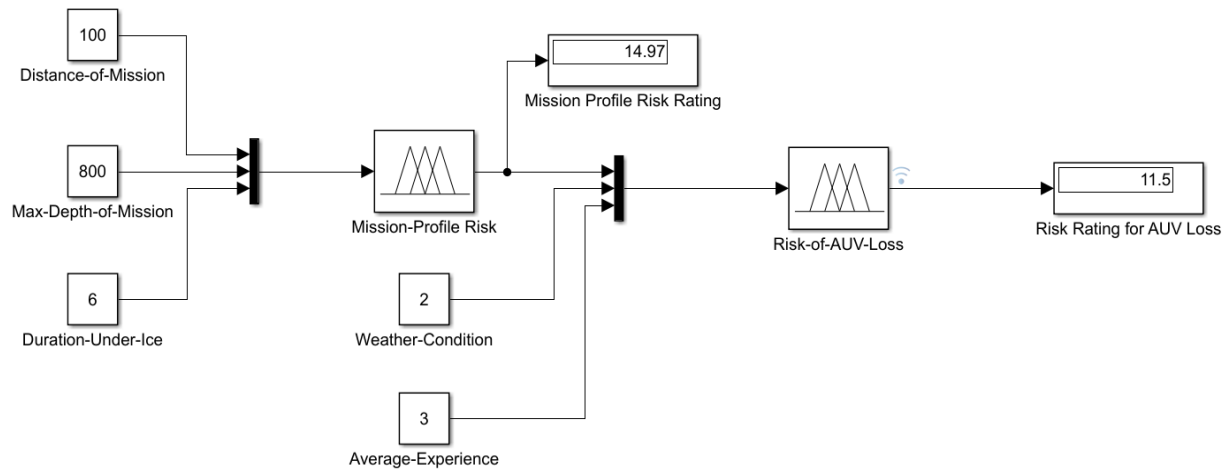 100
Distance-of-Mission
14.97
Mission Profile Risk Rating
800
Max-Depth-of-Mission
Mission-Profile Risk
Risk-of-AUV-Loss
11.5
Risk Rating for AUV Loss
6
Duration-Under-Ice
2
Weather-Condition
3
Average-Experience